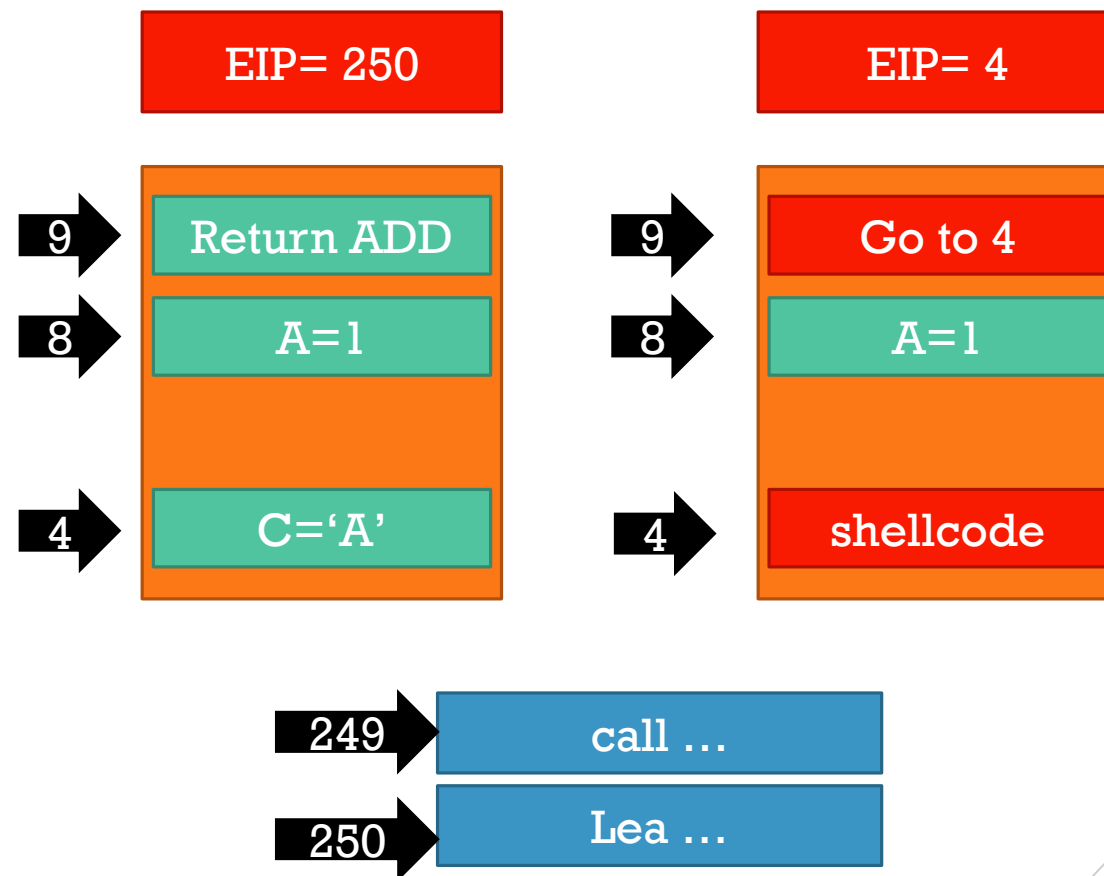 EIP= 250
EIP= 4
9
Return ADD
9
Go to 4
8
A=1
8
A=1
4
C=‘A’
4
shellcode
249
call ...
250
Lea ...